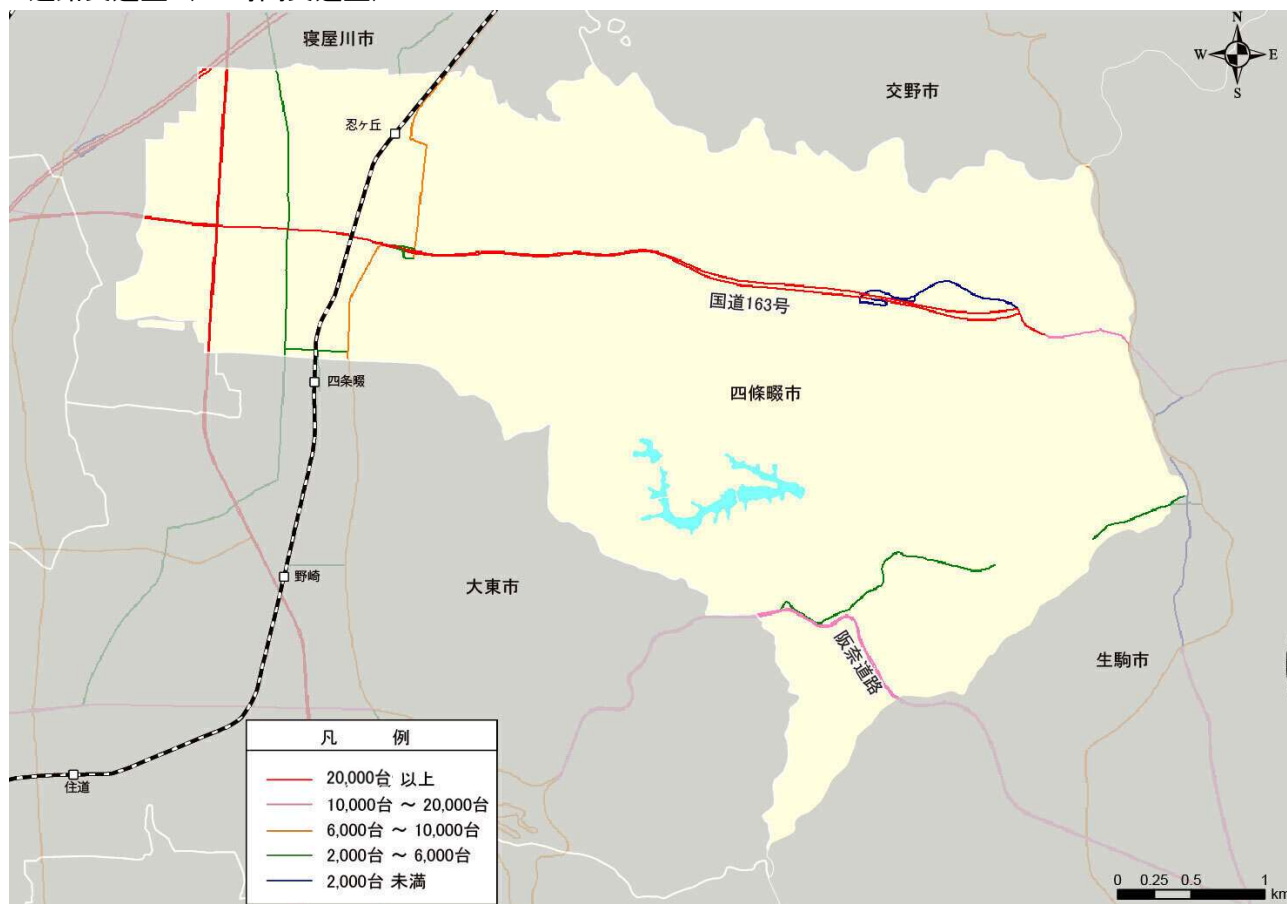 寝屋川市
N
W E
S
交野市
忍ケ丘
国道163号
四条畷
四條畷市
野崎
大東市
阪奈道路
生駒市
住道
凡 例
20,000台 以上
10,000台 ～ 20,000台
6,000台 ～ 10,000台
2,000台 ～ 6,000台
2,000台 未満
0 0.25 0.5 1
km